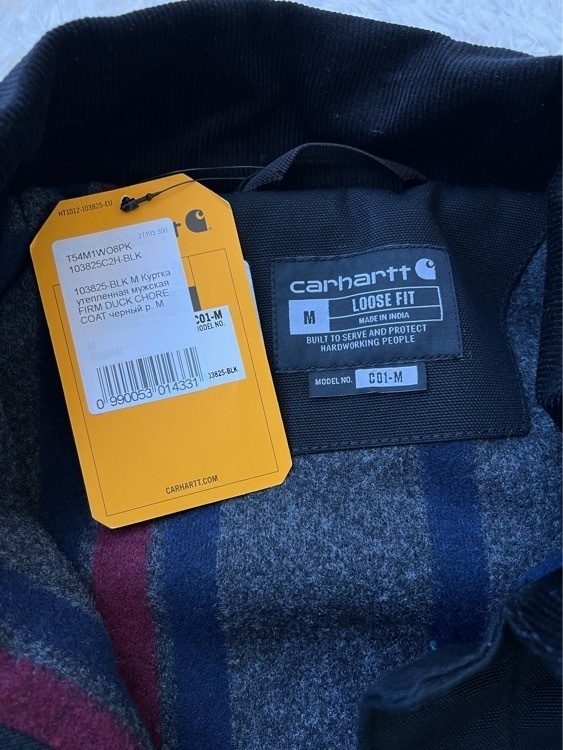 HT1012-103825-EU
27103 300
T54M1WO8PK
103825C2H-BLK
103825-BLK M Куртка
утепленная мужская
FIRM DUCK CHORE
COAT черный р. M
0 990053 014331
C01-M
MODEL NO.
103825-BLK
CARHARTT.COM
carhartt
M
LOOSE FIT
MADE IN INDIA
BUILT TO SERVE AND PROTECT
HARDWORKING PEOPLE
MODEL NO. C01-M